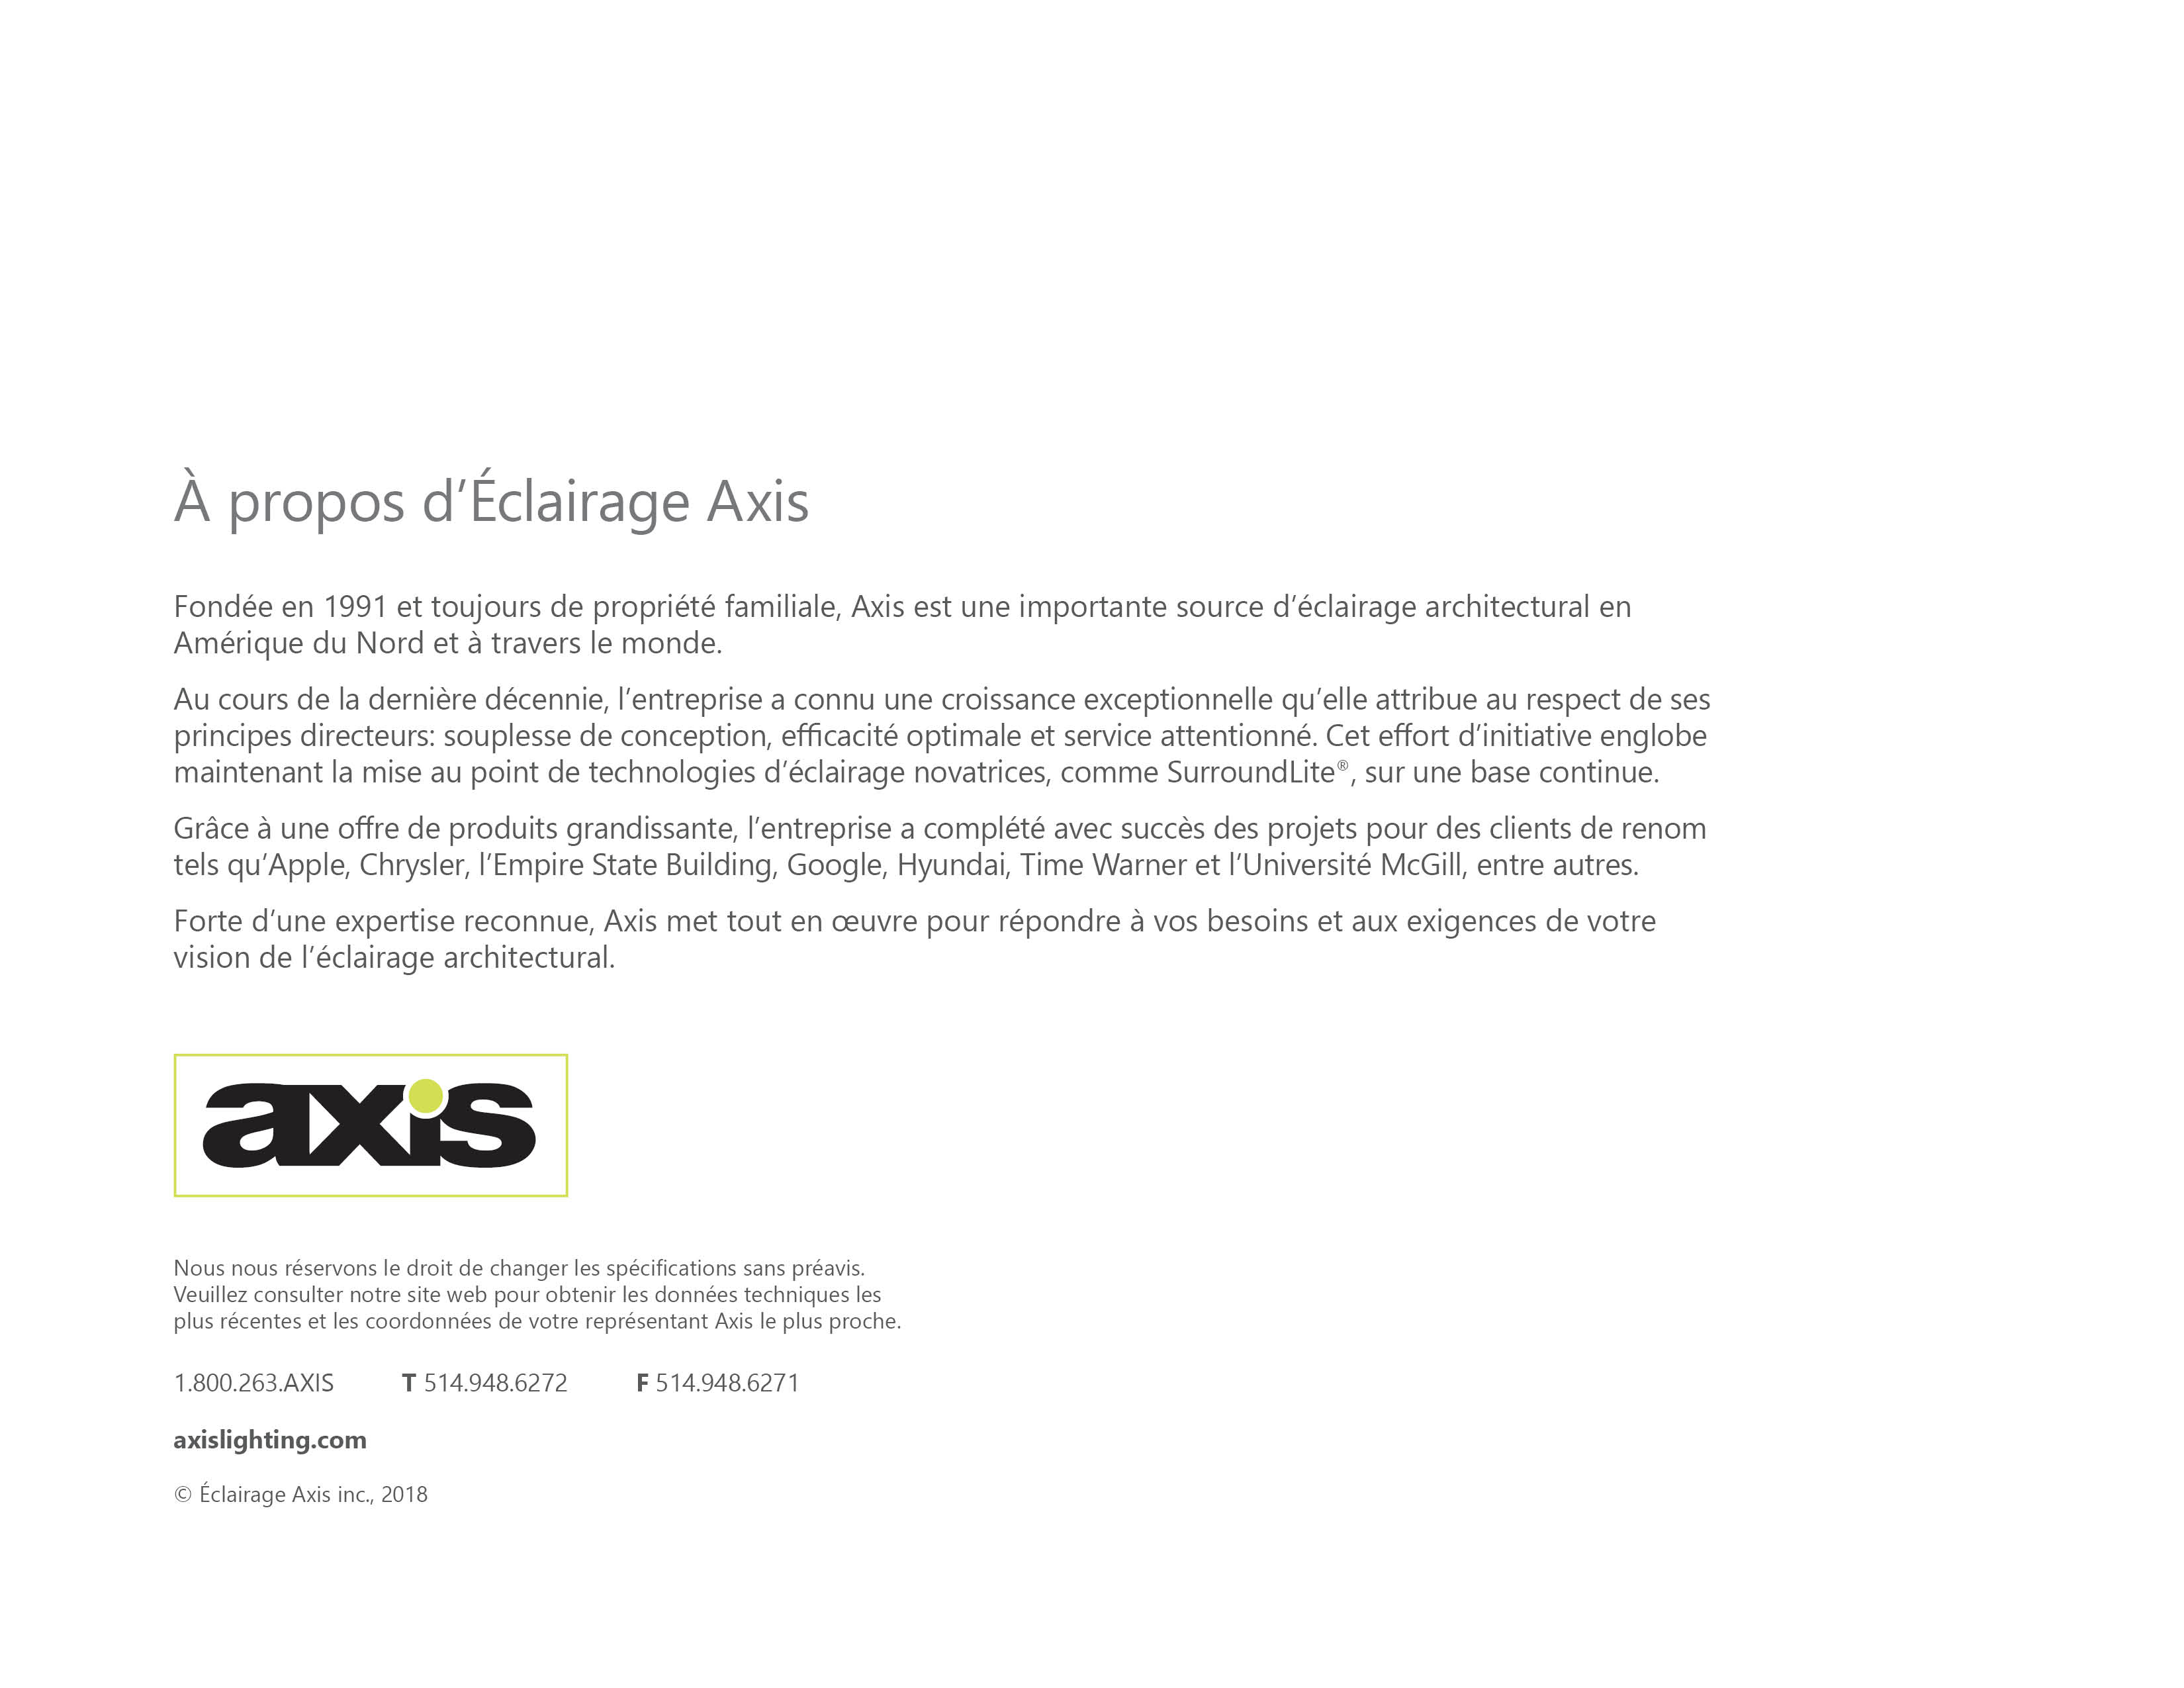 À propos d’Éclairage Axis
Fondée en 1991 et toujours de propriété familiale, Axis est une importante source d’éclairage architectural en
Amérique du Nord et à travers le monde.
Au cours de la dernière décennie, l’entreprise a connu une croissance exceptionnelle qu’elle attribue au respect de ses
principes directeurs: souplesse de conception, efficacité optimale et service attentionné. Cet effort d’initiative englobe
maintenant la mise au point de technologies d’éclairage novatrices, comme SurroundLite®, sur une base continue.
Grâce à une offre de produits grandissante, l’entreprise a complété avec succès des projets pour des clients de renom
tels qu’Apple, Chrysler, l’Empire State Building, Google, Hyundai, Time Warner et l’Université McGill, entre autres.
Forte d’une expertise reconnue, Axis met tout en œuvre pour répondre à vos besoins et aux exigences de votre
vision de l’éclairage architectural.
axis
Nous nous réservons le droit de changer les spécifications sans préavis.
Veuillez consulter notre site web pour obtenir les données techniques les
plus récentes et les coordonnées de votre représentant Axis le plus proche.
1.800.263.AXIS T 514.948.6272 F 514.948.6271
axislighting.com
© Éclairage Axis inc., 2018